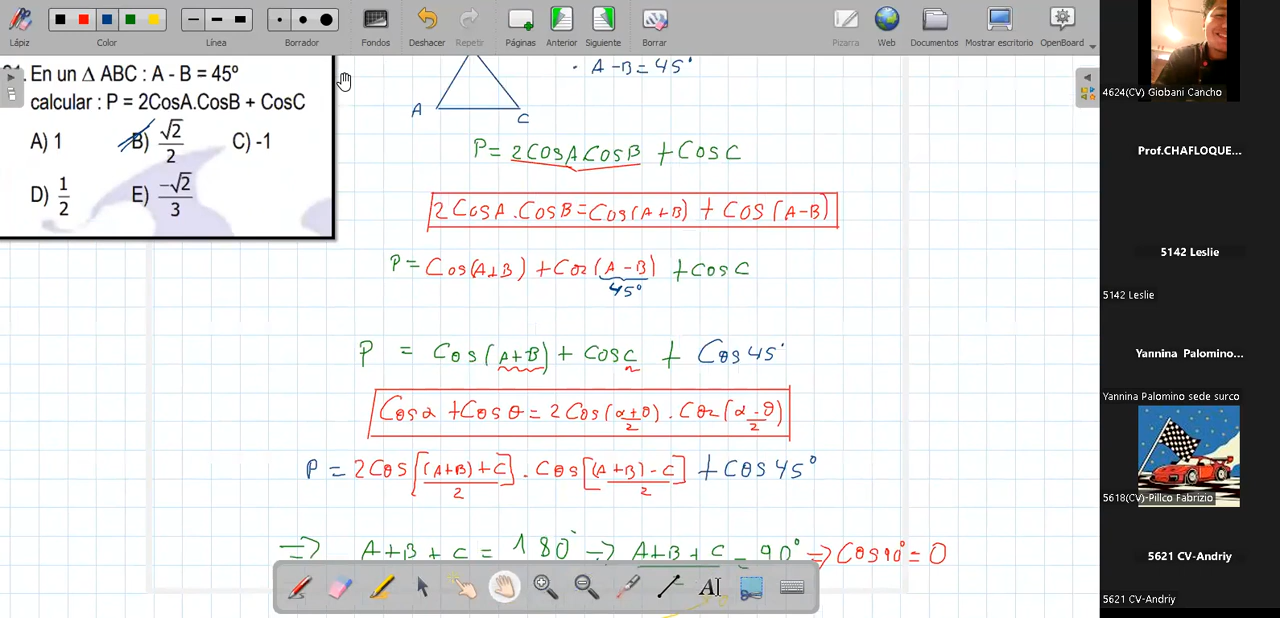 Lápiz
Color
Línea
Borrador
Fondos
Deshacer
Repetir
Páginas
Anterior
Siguiente
Borrar
Pizarra
Web
Documentos
Mostrar escritorio
OpenBoard
En un Δ ABC : A - B = 45º
calcular : P = 2CosA.CosB + CosC
A) 1
B) √2/2
C) -1
D) 1/2
E) -√2/3
· A-B = 45°
A
C
P = 2CosACosB + CosC
2CosA.CosB = Cos(A+B) + Cos(A-B)
P = Cos(A+B) + Cos(A-B) + CosC
45°
P = Cos(A+B) + CosC + Cos45°
Cosα + Cosθ = 2Cos(α+θ/2) . Cos(α-θ/2)
P = 2Cos[(A+B)+C/2] . Cos[(A+B)-C/2] + Cos45°
=> A+B+C = 180° => A+B+C = 90° => Cos90° = 0
4624(CV) Giobani Cancho
Prof.CHAFLOQUE...
5142 Leslie
5142 Leslie
Yannina Palomino...
Yannina Palomino sede surco
5618(CV)-Pillco Fabrizio
5621 CV-Andriy
5621 CV-Andriy